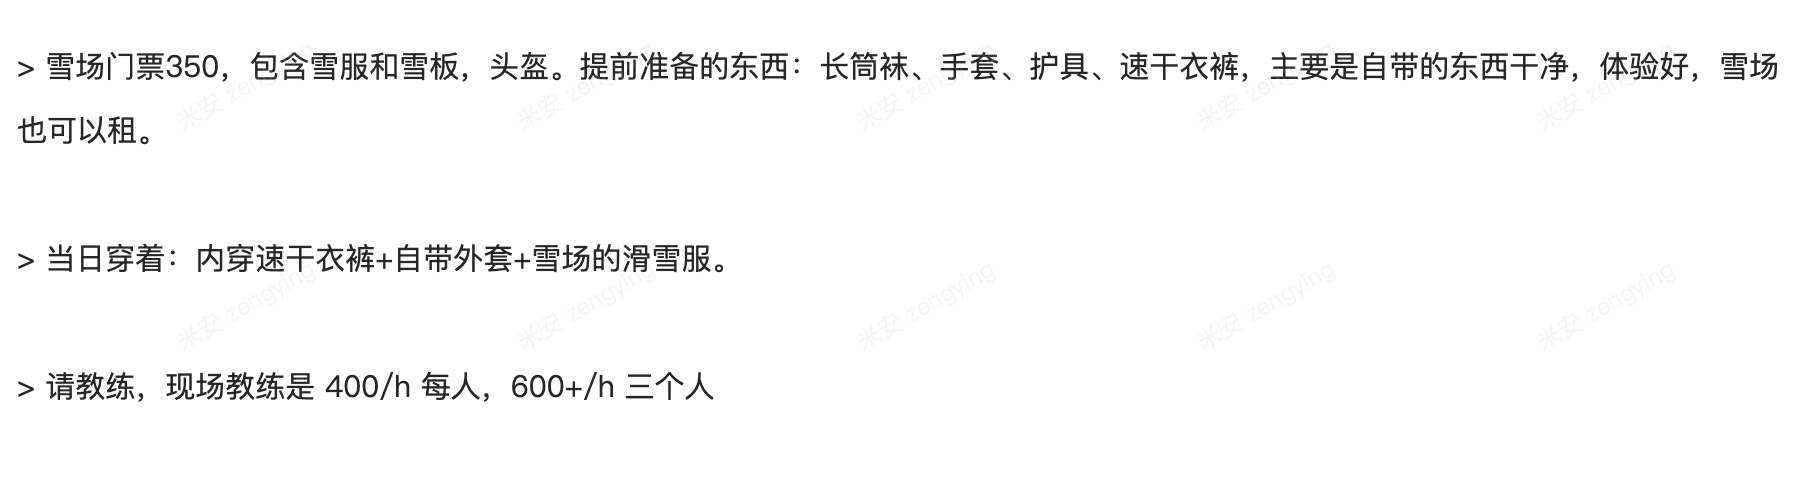 > 雪场门票350，包含雪服和雪板，头盔。提前准备的东西：长筒袜、手套、护具、速干衣裤，主要是自带的东西干净，体验好，雪场
也可以租。
> 当日穿着：内穿速干衣裤+自带外套+雪场的滑雪服。
> 请教练，现场教练是 400/h 每人，600+/h 三个人
米安 zengying 米安 zengying 米安 zengying 米安 zengying 米安 zengying
米安 zengying 米安 zengying 米安 zengying 米安 zengying 米安 zengying